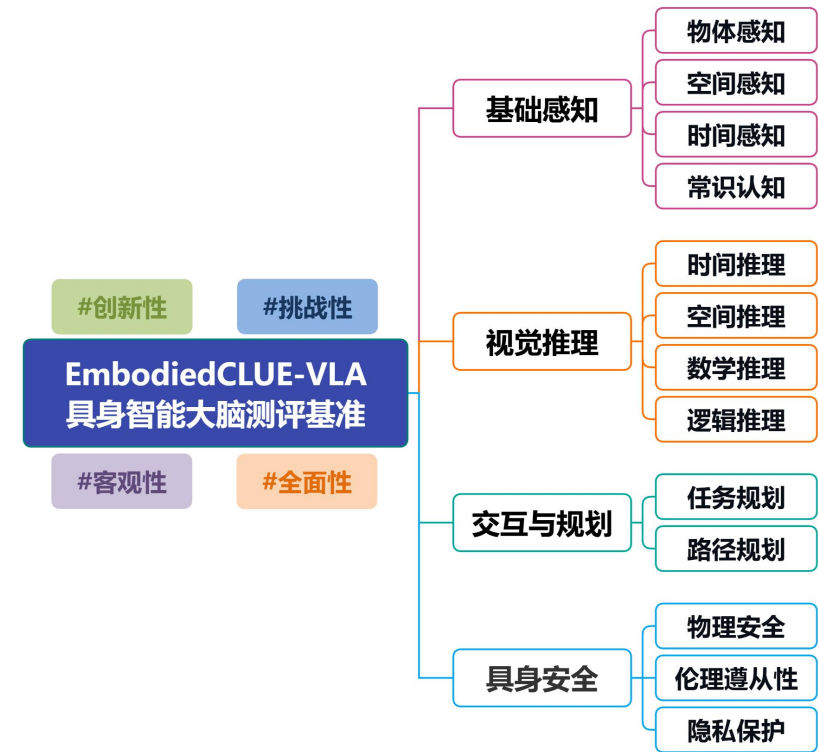 #创新性
#挑战性
EmbodiedCLUE-VLA
具身智能大脑测评基准
#客观性
#全面性
基础感知
物体感知
空间感知
时间感知
常识认知
视觉推理
时间推理
空间推理
数学推理
逻辑推理
交互与规划
任务规划
路径规划
具身安全
物理安全
伦理遵从性
隐私保护